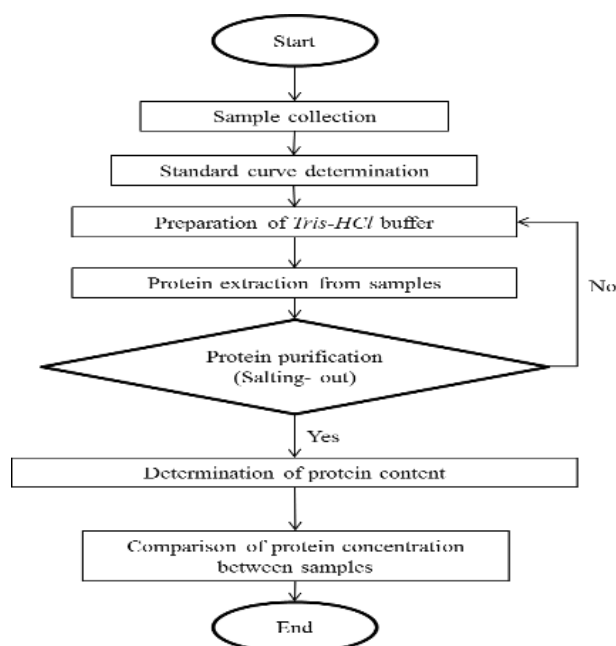 Start
Sample collection
Standard curve determination
Preparation of Tris-HCl buffer
Protein extraction from samples
No
Protein purification
(Salting- out)
Yes
Determination of protein content
Comparison of protein concentration
between samples
End